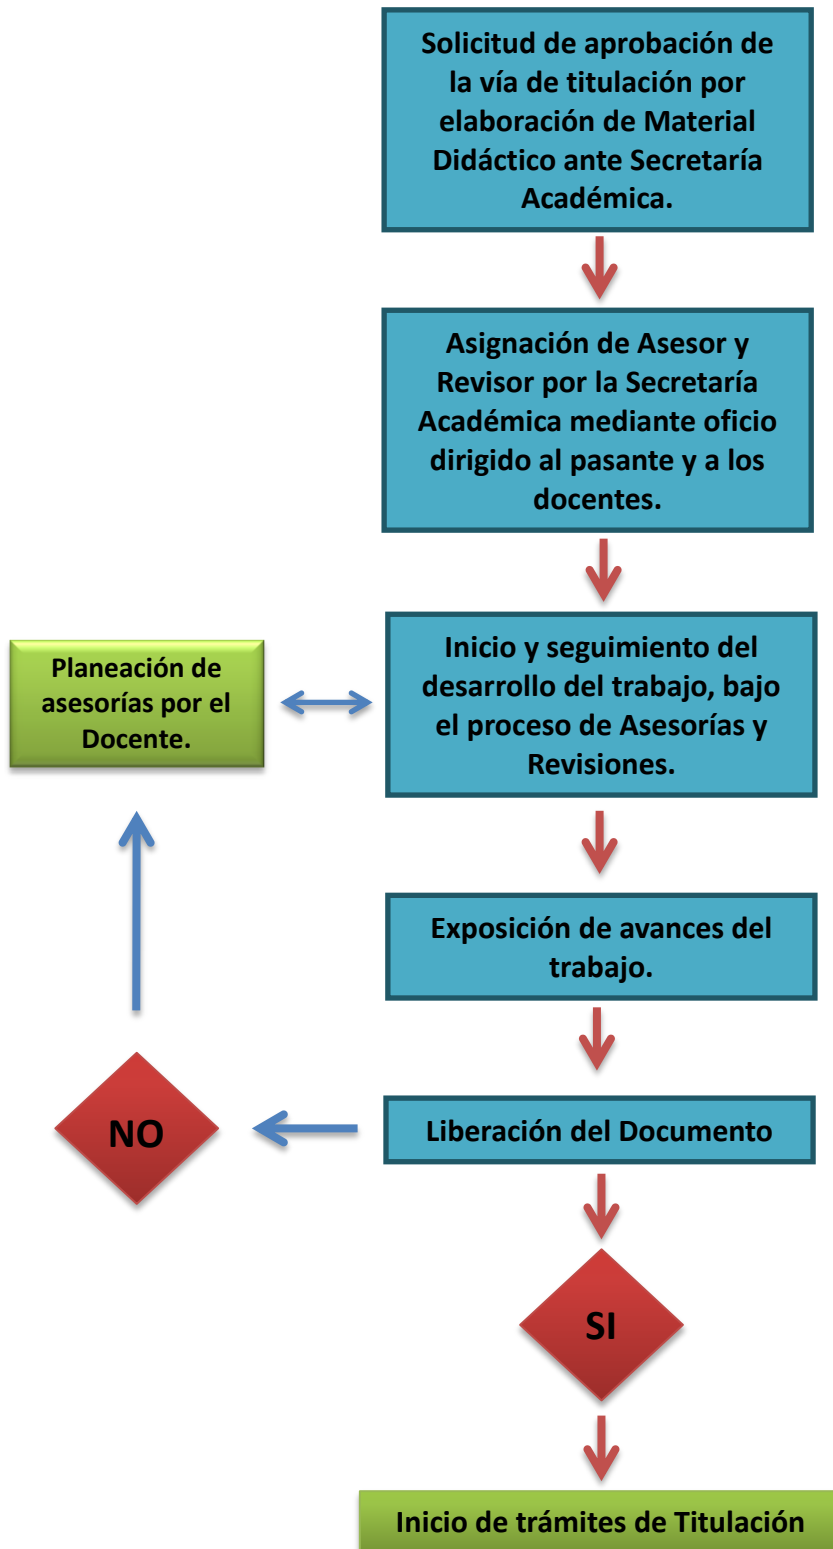 Solicitud de aprobación de
la vía de titulación por
elaboración de Material
Didáctico ante Secretaría
Académica.
Asignación de Asesor y
Revisor por la Secretaría
Académica mediante oficio
dirigido al pasante y a los
docentes.
Planeación de
asesorías por el
Docente.
Inicio y seguimiento del
desarrollo del trabajo, bajo
el proceso de Asesorías y
Revisiones.
Exposición de avances del
trabajo.
NO
Liberación del Documento
SI
Inicio de trámites de Titulación